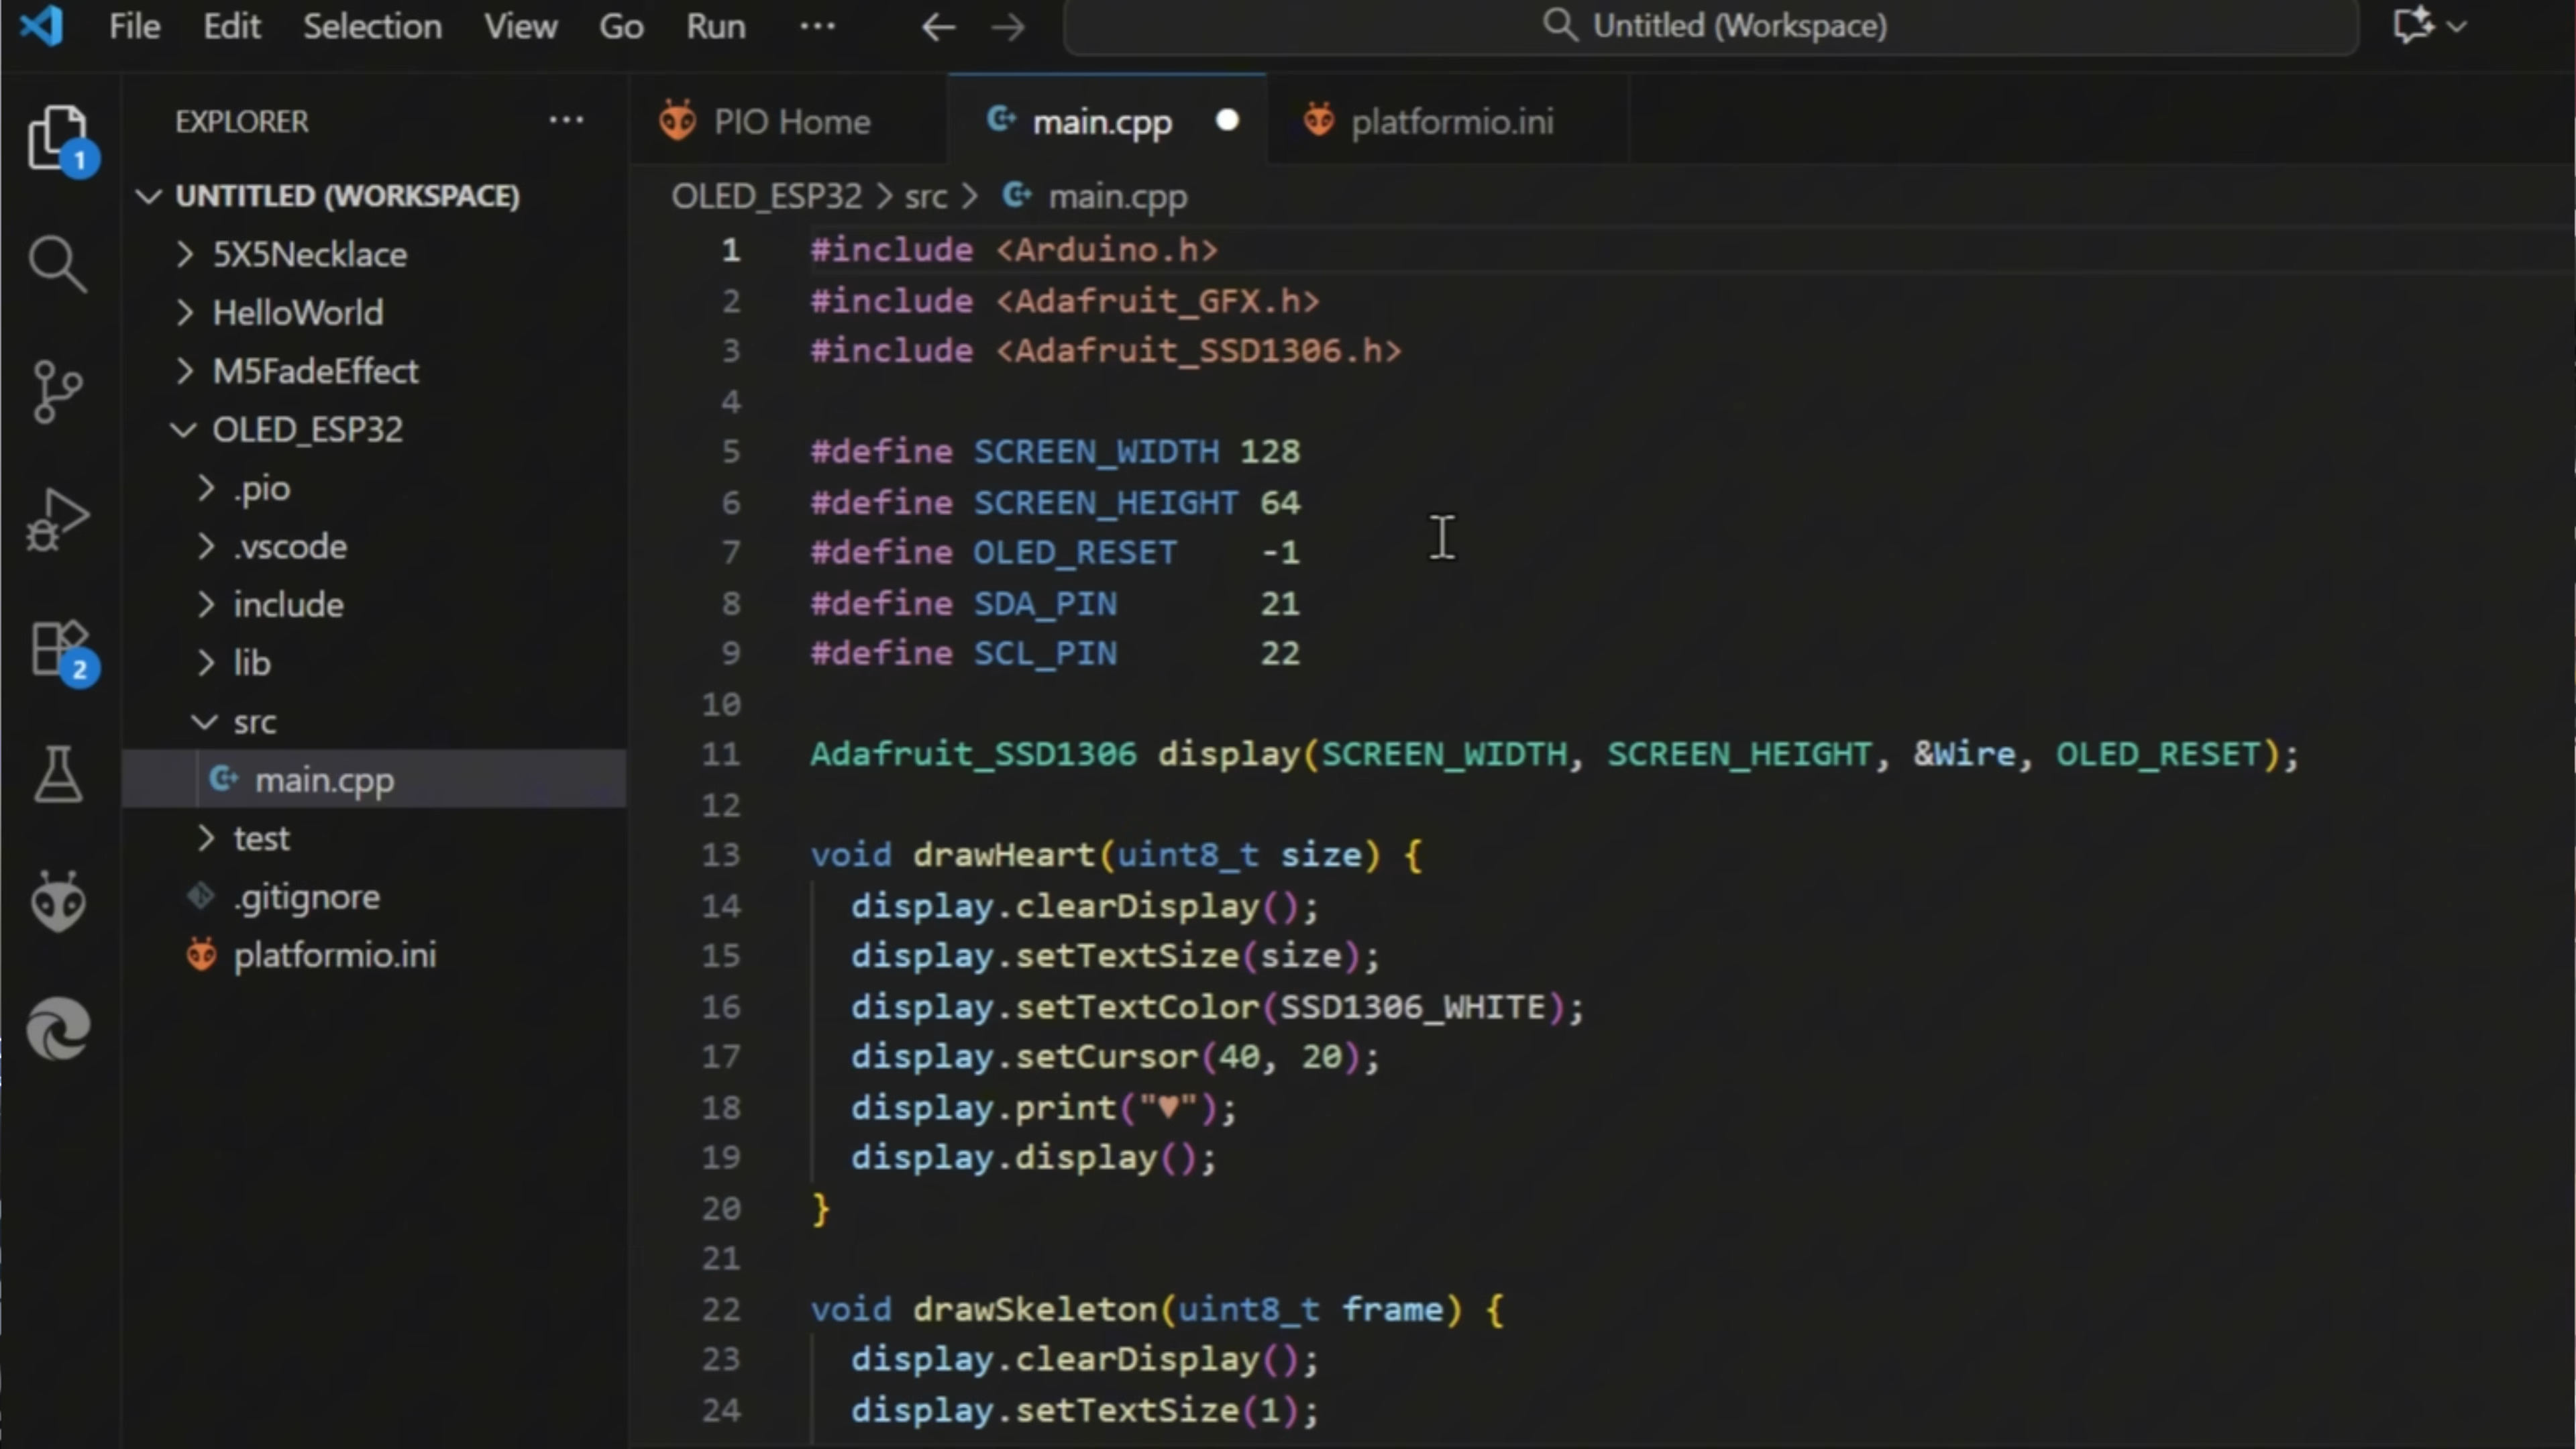 File Edit Selection View Go Run ··· Untitled (Workspace)
EXPLORER ···
1
UNTITLED (WORKSPACE)
5X5Necklace
HelloWorld
M5FadeEffect
OLED_ESP32
.pio
.vscode
include
2
lib
src
main.cpp
test
.gitignore
platformio.ini
PIO Home main.cpp platformio.ini
OLED_ESP32 > src > main.cpp
1 #include <Arduino.h>
2 #include <Adafruit_GFX.h>
3 #include <Adafruit_SSD1306.h>
4
5 #define SCREEN_WIDTH 128
6 #define SCREEN_HEIGHT 64
7 #define OLED_RESET    -1
8 #define SDA_PIN       21
9 #define SCL_PIN       22
10
11 Adafruit_SSD1306 display(SCREEN_WIDTH, SCREEN_HEIGHT, &Wire, OLED_RESET);
12
13 void drawHeart(uint8_t size) {
14   display.clearDisplay();
15   display.setTextSize(size);
16   display.setTextColor(SSD1306_WHITE);
17   display.setCursor(40, 20);
18   display.print("♥");
19   display.display();
20 }
21
22 void drawSkeleton(uint8_t frame) {
23   display.clearDisplay();
24   display.setTextSize(1);